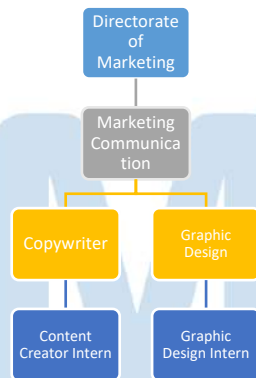 Directorate
of
Marketing
Marketing
Communica
tion
Copywriter
Graphic
Design
Content
Creator Intern
Graphic
Design Intern